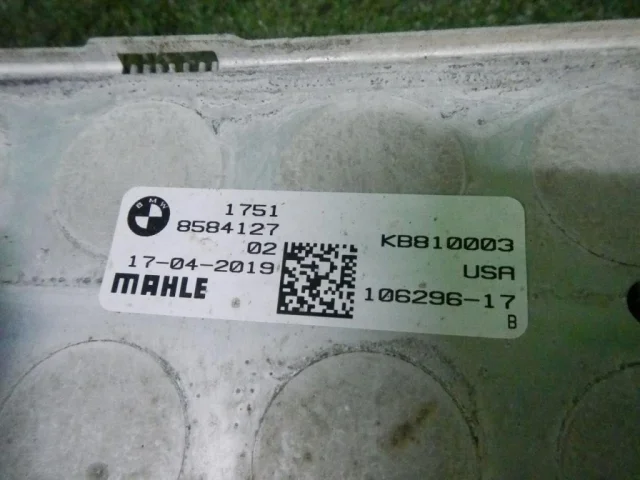 BMW
1751
8584127
02
17-04-2019
MAHLE
KB810003
USA
106296-17
B